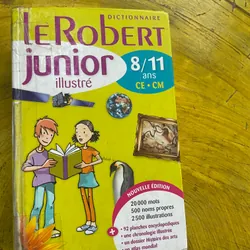 DICTIONNAIRE
le Robert
junior
illustré
8/11
ans
CE • CM
NOUVELLE ÉDITION
20 000 mots
500 noms propres
2 500 illustrations
+ 92 planches encyclopédiques
une chronologie illustrée
un dossier Histoire des arts
un atlas mondial